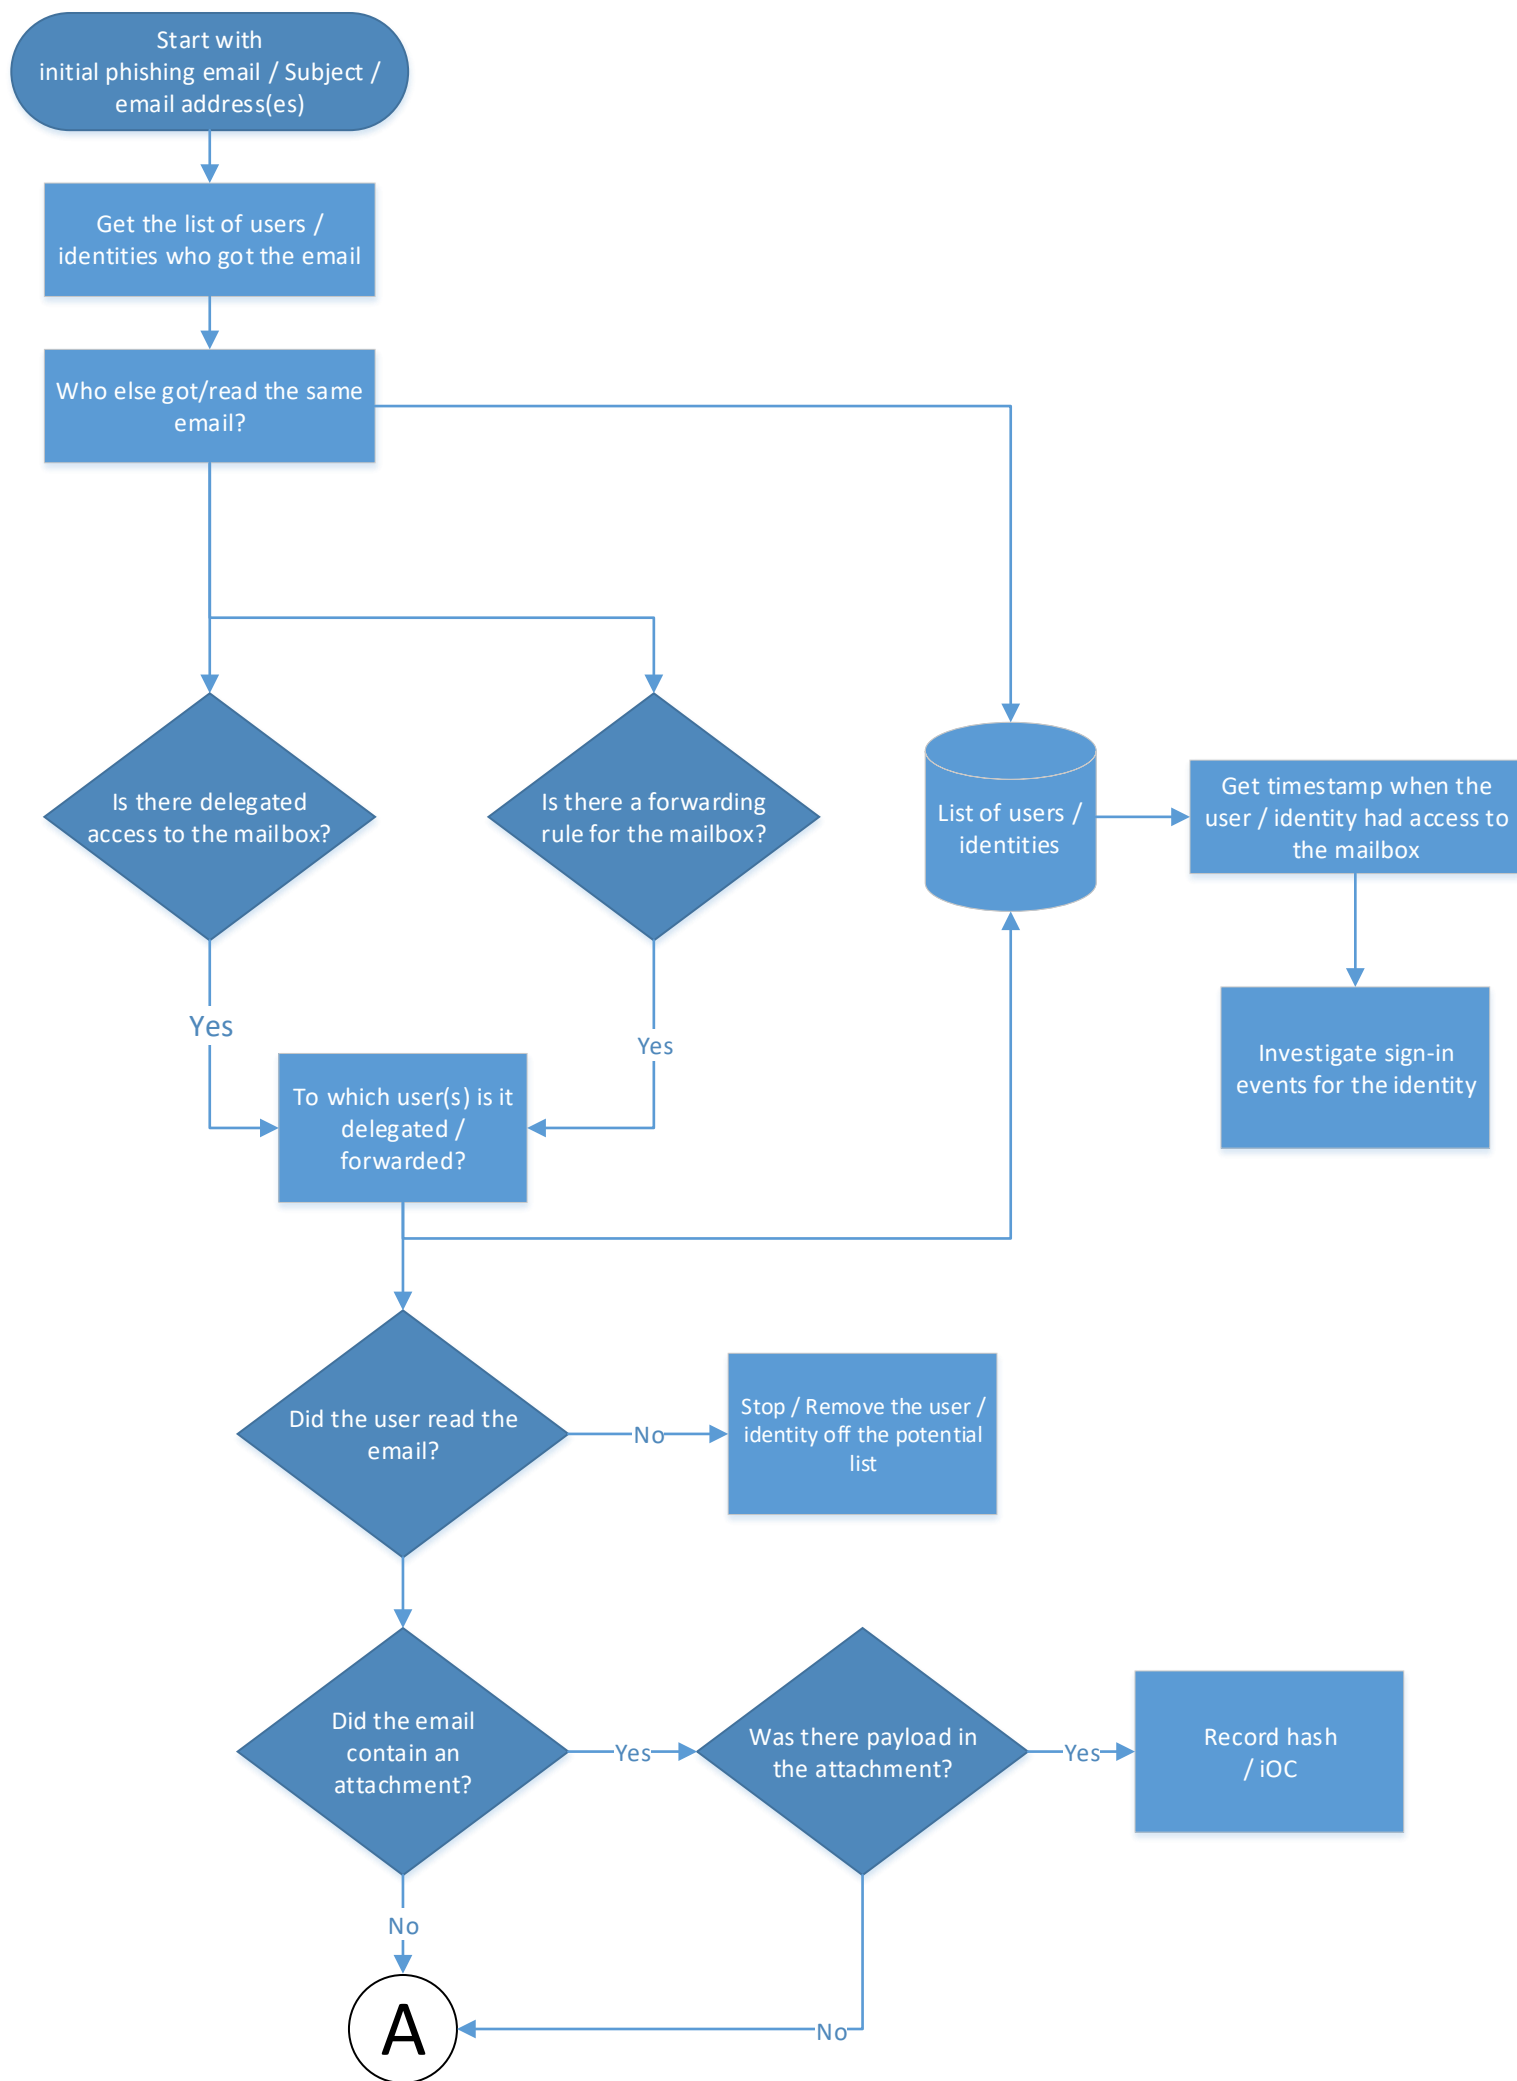 Start with
initial phishing email / Subject /
email address(es)
Get the list of users /
identities who got the email
Who else got/read the same
email?
Is there delegated
access to the mailbox?
Is there a forwarding
rule for the mailbox?
List of users /
identities
Get timestamp when the
user / identity had access to
the mailbox
Yes
Yes
To which user(s) is it
delegated /
forwarded?
Investigate sign-in
events for the identity
Did the user read the
email?
No
Stop / Remove the user /
identity off the potential
list
Did the email
contain an
attachment?
Yes
Was there payload in
the attachment?
Yes
Record hash
/ iOC
No
A
No